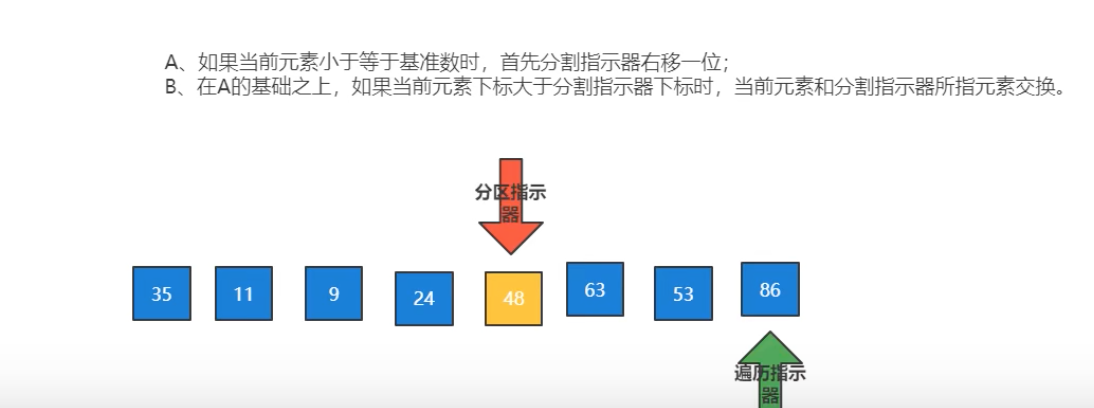 A、如果当前元素小于等于基准数时，首先分割指示器右移一位；
B、在A的基础之上，如果当前元素下标大于分割指示器下标时，当前元素和分割指示器所指元素交换。
分区指示
器
35 11 9 24 48 63 53 86
遍历指示
器